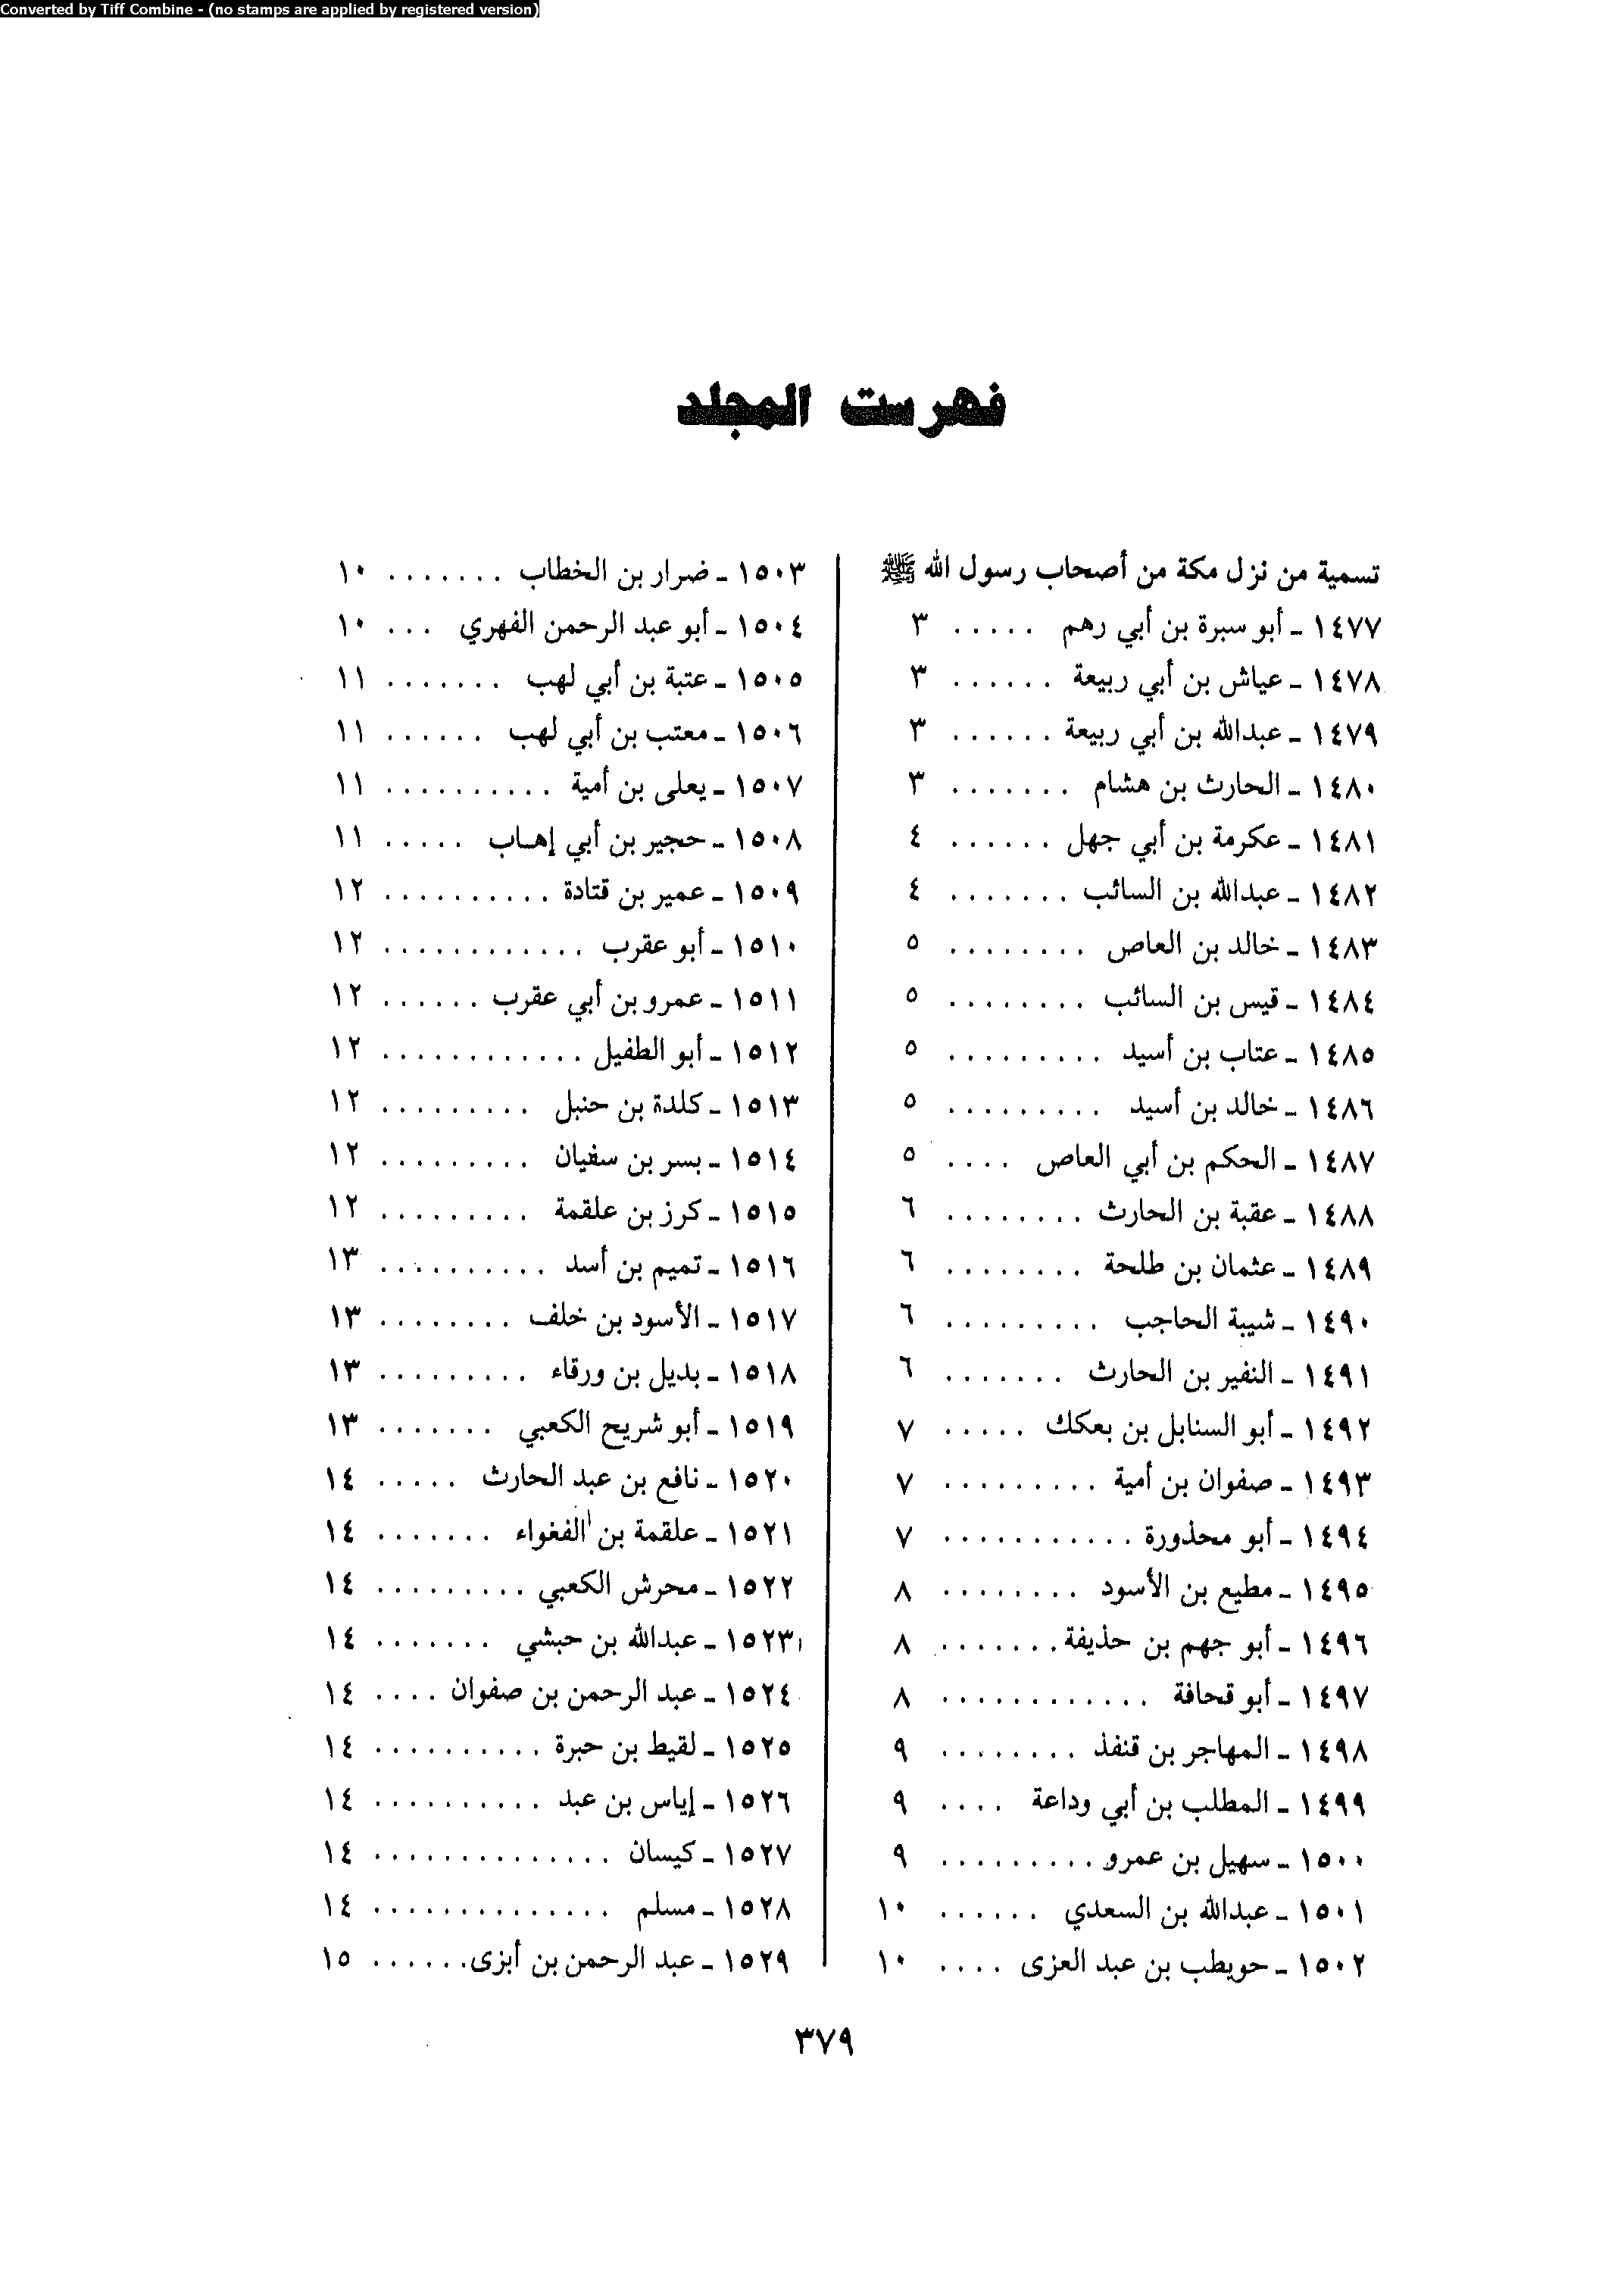 Converted by Tiff Combine - (no stamps are applied by registered version)
فهرست المجلد
تسمية من نزل مكة من أصحاب رسول الله ﷺ
١٤٧٧ ـ أبو سبرة بن أبي رهم ..... ٣
١٤٧٨ ـ عياش بن أبي ربيعة ...... ٣
١٤٧٩ ـ عبدالله بن أبي ربيعة ...... ٣
١٤٨٠ ـ الحارث بن هشام ....... ٣
١٤٨١ ـ عكرمة بن أبي جهل ...... ٤
١٤٨٢ ـ عبدالله بن السائب ....... ٤
١٤٨٣ ـ خالد بن العاص ........ ٥
١٤٨٤ ـ قيس بن السائب ........ ٥
١٤٨٥ ـ عتاب بن أسيد ......... ٥
١٤٨٦ ـ خالد بن أسيد ......... ٥
١٤٨٧ ـ الحكم بن أبي العاص .... ٥
١٤٨٨ ـ عقبة بن الحارث ........ ٦
١٤٨٩ ـ عثمان بن طلحة ........ ٦
١٤٩٠ ـ شيبة الحاجب ......... ٦
١٤٩١ ـ النفير بن الحارث ....... ٦
١٤٩٢ ـ أبو السنابل بن بعكك ..... ٧
١٤٩٣ ـ صفوان بن أمية ......... ٧
١٤٩٤ ـ أبو محذورة ........... ٧
١٤٩٥ ـ مطيع بن الأسود ........ ٨
١٤٩٦ ـ أبو جهم بن حذيفة ....... ٨
١٤٩٧ ـ أبو قحافة ............ ٨
١٤٩٨ ـ المهاجر بن قنفذ ........ ٩
١٤٩٩ ـ المطلب بن أبي وداعة .... ٩
١٥٠٠ ـ سهيل بن عمرو ......... ٩
١٥٠١ ـ عبدالله بن السعدي ...... ١٠
١٥٠٢ ـ حويطب بن عبد العزى .... ١٠
١٥٠٣ ـ ضرار بن الخطاب ....... ١٠
١٥٠٤ ـ أبو عبد الرحمن الفهري ... ١٠
١٥٠٥ ـ عتبة بن أبي لهب ....... ١١
١٥٠٦ ـ معتب بن أبي لهب ...... ١١
١٥٠٧ ـ يعلى بن أمية .......... ١١
١٥٠٨ ـ حجير بن أبي إهاب ..... ١١
١٥٠٩ ـ عمير بن قتادة .......... ١٢
١٥١٠ ـ أبو عقرب ............ ١٢
١٥١١ ـ عمرو بن أبي عقرب ...... ١٢
١٥١٢ ـ أبو الطفيل ............ ١٢
١٥١٣ ـ كلدة بن حنبل ......... ١٢
١٥١٤ ـ بسر بن سفيان ......... ١٢
١٥١٥ ـ كرز بن علقمة ......... ١٢
١٥١٦ ـ تميم بن أسد .......... ١٣
١٥١٧ ـ الأسود بن خلف ........ ١٣
١٥١٨ ـ بديل بن ورقاء ......... ١٣
١٥١٩ ـ أبو شريح الكعبي ....... ١٣
١٥٢٠ ـ نافع بن عبد الحارث ..... ١٤
١٥٢١ ـ علقمة بن الفغواء ....... ١٤
١٥٢٢ ـ محرش الكعبي ......... ١٤
١٥٢٣ ـ عبدالله بن حبشي ....... ١٤
١٥٢٤ ـ عبد الرحمن بن صفوان .... ١٤
١٥٢٥ ـ لقيط بن حبرة .......... ١٤
١٥٢٦ ـ إياس بن عبد .......... ١٤
١٥٢٧ ـ كيسان .............. ١٤
١٥٢٨ ـ مسلم .............. ١٤
١٥٢٩ ـ عبد الرحمن بن أبزى ...... ١٥
٣٧٩